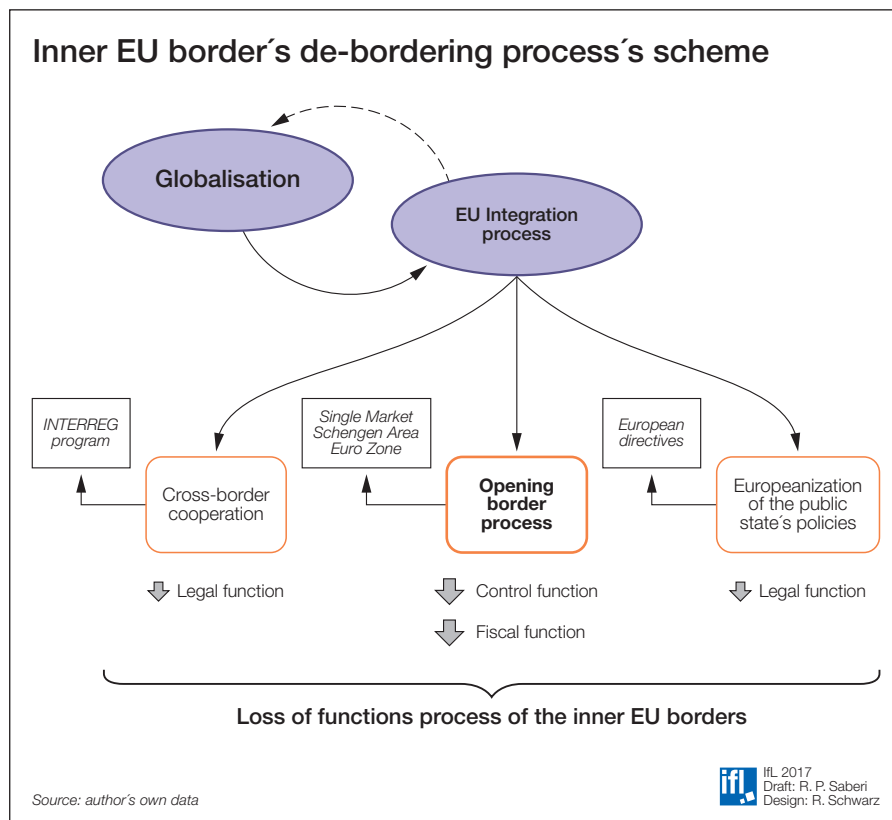 Inner EU border´s de-bordering process´s scheme
Globalisation
EU Integration
process
INTERREG
program
Single Market
Schengen Area
Euro Zone
European
directives
Cross-border
cooperation
Opening
border
process
Europeanization
of the public
state´s policies
Legal function
Control function
Legal function
Fiscal function
Loss of functions process of the inner EU borders
Source: author´s own data
ifl
IfL 2017
Draft: R. P. Saberi
Design: R. Schwarz